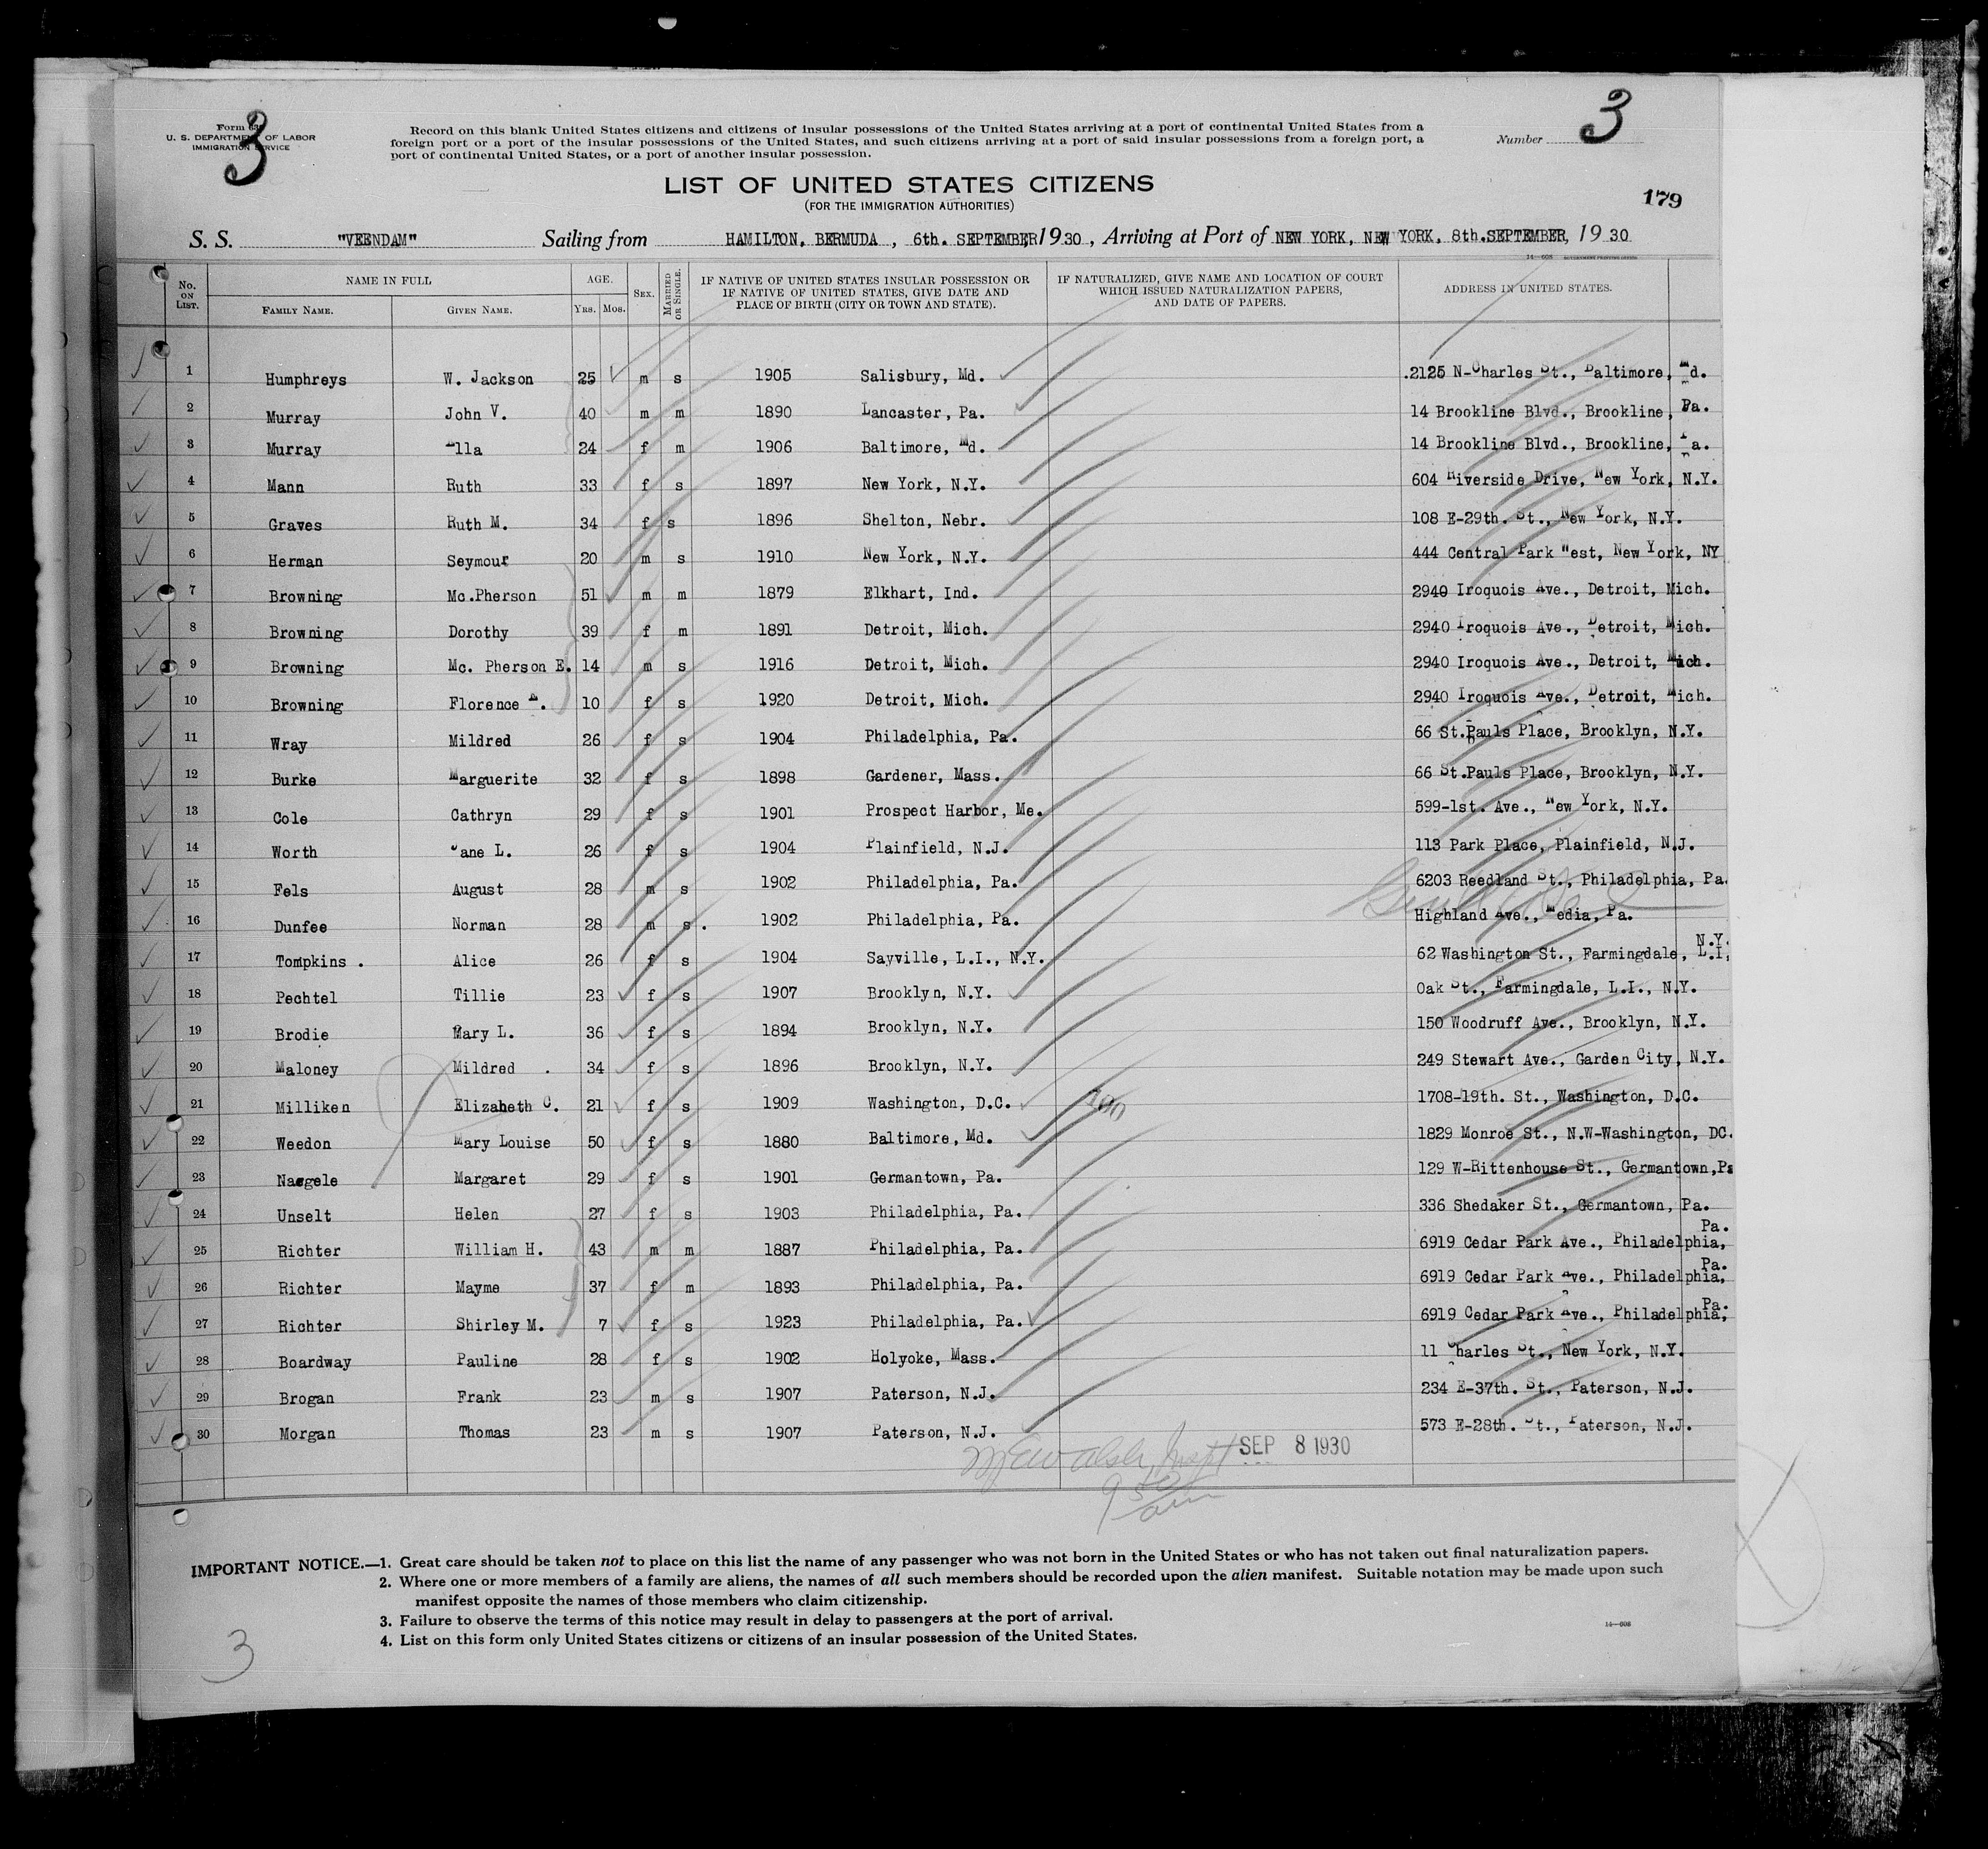 3
Form 630
U. S. DEPARTMENT OF LABOR
IMMIGRATION SERVICE
Record on this blank United States citizens and citizens of insular possessions of the United States arriving at a port of continental United States from a
foreign port or a port of the insular possessions of the United States, and such citizens arriving at a port of said insular possessions from a foreign port, a
port of continental United States, or a port of another insular possession.
Number 3
LIST OF UNITED STATES CITIZENS
(FOR THE IMMIGRATION AUTHORITIES)
179
S. S. "VEENDAM" Sailing from HAMILTON, BERMUDA, 6th. SEPTEMBER, 1930, Arriving at Port of NEW YORK, NEW YORK, 8th. SEPTEMBER, 1930
14—608 GOVERNMENT PRINTING OFFICE
No. ON LIST. NAME IN FULL FAMILY NAME. GIVEN NAME. AGE. YRS. MOS. SEX. MARRIED OR SINGLE. IF NATIVE OF UNITED STATES INSULAR POSSESSION OR IF NATIVE OF UNITED STATES, GIVE DATE AND PLACE OF BIRTH (CITY OR TOWN AND STATE). IF NATURALIZED, GIVE NAME AND LOCATION OF COURT WHICH ISSUED NATURALIZATION PAPERS, AND DATE OF PAPERS. ADDRESS IN UNITED STATES.
1 Humphreys W. Jackson 25 m s 1905 Salisbury, Md. .2125 N-Charles St., Baltimore, Md.
2 Murray John V. 40 m m 1890 Lancaster, Pa. 14 Brookline Blvd., Brookline, Pa.
3 Murray lla 24 f m 1906 Baltimore, Md. 14 Brookline Blvd., Brookline, Pa.
4 Mann Ruth 33 f s 1897 New York, N.Y. 604 Riverside Drive, New York, N.Y.
5 Graves Ruth M. 34 f s 1896 Shelton, Nebr. 108 E-29th. St., New York, N.Y.
6 Herman Seymour 20 m s 1910 New York, N.Y. 444 Central Park West, New York, NY
7 Browning Mc.Pherson 51 m m 1879 Elkhart, Ind. 2940 Iroquois Ave., Detroit, Mich.
8 Browning Dorothy 39 f m 1891 Detroit, Mich. 2940 Iroquois Ave., Detroit, Mich.
9 Browning Mc. Pherson E. 14 m s 1916 Detroit, Mich. 2940 Iroquois Ave., Detroit, Mich.
10 Browning Florence A. 10 f s 1920 Detroit, Mich. 2940 Iroquois Ave., Detroit, Mich.
11 Wray Mildred 26 f s 1904 Philadelphia, Pa. 66 St.Pauls Place, Brooklyn, N.Y.
12 Burke Marguerite 32 f s 1898 Gardener, Mass. 66 St.Pauls Place, Brooklyn, N.Y.
13 Cole Cathryn 29 f s 1901 Prospect Harbor, Me. 599-1st. Ave., New York, N.Y.
14 Worth Jane L. 26 f s 1904 Plainfield, N.J. 113 Park Place, Plainfield, N.J.
15 Fels August 28 m s 1902 Philadelphia, Pa. 6203 Reedland St., Philadelphia, Pa.
16 Dunfee Norman 28 m s. 1902 Philadelphia, Pa. Highland Ave., Media, Pa.
17 Tompkins . Alice 26 f s 1904 Sayville, L.I., N.Y. 62 Washington St., Farmingdale, L.I, N.Y.
18 Pechtel Tillie 23 f s 1907 Brooklyn, N.Y. Oak St., Farmingdale, L.I., N.Y.
19 Brodie Mary L. 36 f s 1894 Brooklyn, N.Y. 150 Woodruff Ave., Brooklyn, N.Y.
20 Maloney Mildred . 34 f s 1896 Brooklyn, N.Y. 249 Stewart Ave., Garden City, N.Y.
21 Milliken Elizabeth C. 21 f s 1909 Washington, D.C. 100 1708-19th. St., Washington, D.C.
22 Weedon Mary Louise 50 f s 1880 Baltimore, Md. 1829 Monroe St., N.W-Washington, DC.
23 Naegele Margaret 29 f s 1901 Germantown, Pa. 129 W-Rittenhouse St., Germantown,Pa
24 Unselt Helen 27 f s 1903 Philadelphia, Pa. 336 Shedaker St., Germantown, Pa.
25 Richter William H. 43 m m 1887 Philadelphia, Pa. 6919 Cedar Park Ave., Philadelphia, Pa.
26 Richter Mayme 37 f m 1893 Philadelphia, Pa. 6919 Cedar Park Ave., Philadelphia, Pa.
27 Richter Shirley M. 7 f s 1923 Philadelphia, Pa. 6919 Cedar Park Ave., Philadelphia, Pa.
28 Boardway Pauline 28 f s 1902 Holyoke, Mass. 11 Charles St., New York, N.Y.
29 Brogan Frank 23 m s 1907 Paterson, N.J. 234 E-37th. St., Paterson, N.J.
30 Morgan Thomas 23 m s 1907 Paterson, N.J. 573 E-28th. St., Paterson, N.J.
Walsh, Inspt SEP 8 1930
9 50 am
IMPORTANT NOTICE.—1. Great care should be taken not to place on this list the name of any passenger who was not born in the United States or who has not taken out final naturalization papers.
2. Where one or more members of a family are aliens, the names of all such members should be recorded upon the alien manifest. Suitable notation may be made upon such
manifest opposite the names of those members who claim citizenship.
3. Failure to observe the terms of this notice may result in delay to passengers at the port of arrival.
4. List on this form only United States citizens or citizens of an insular possession of the United States.
14—608
3